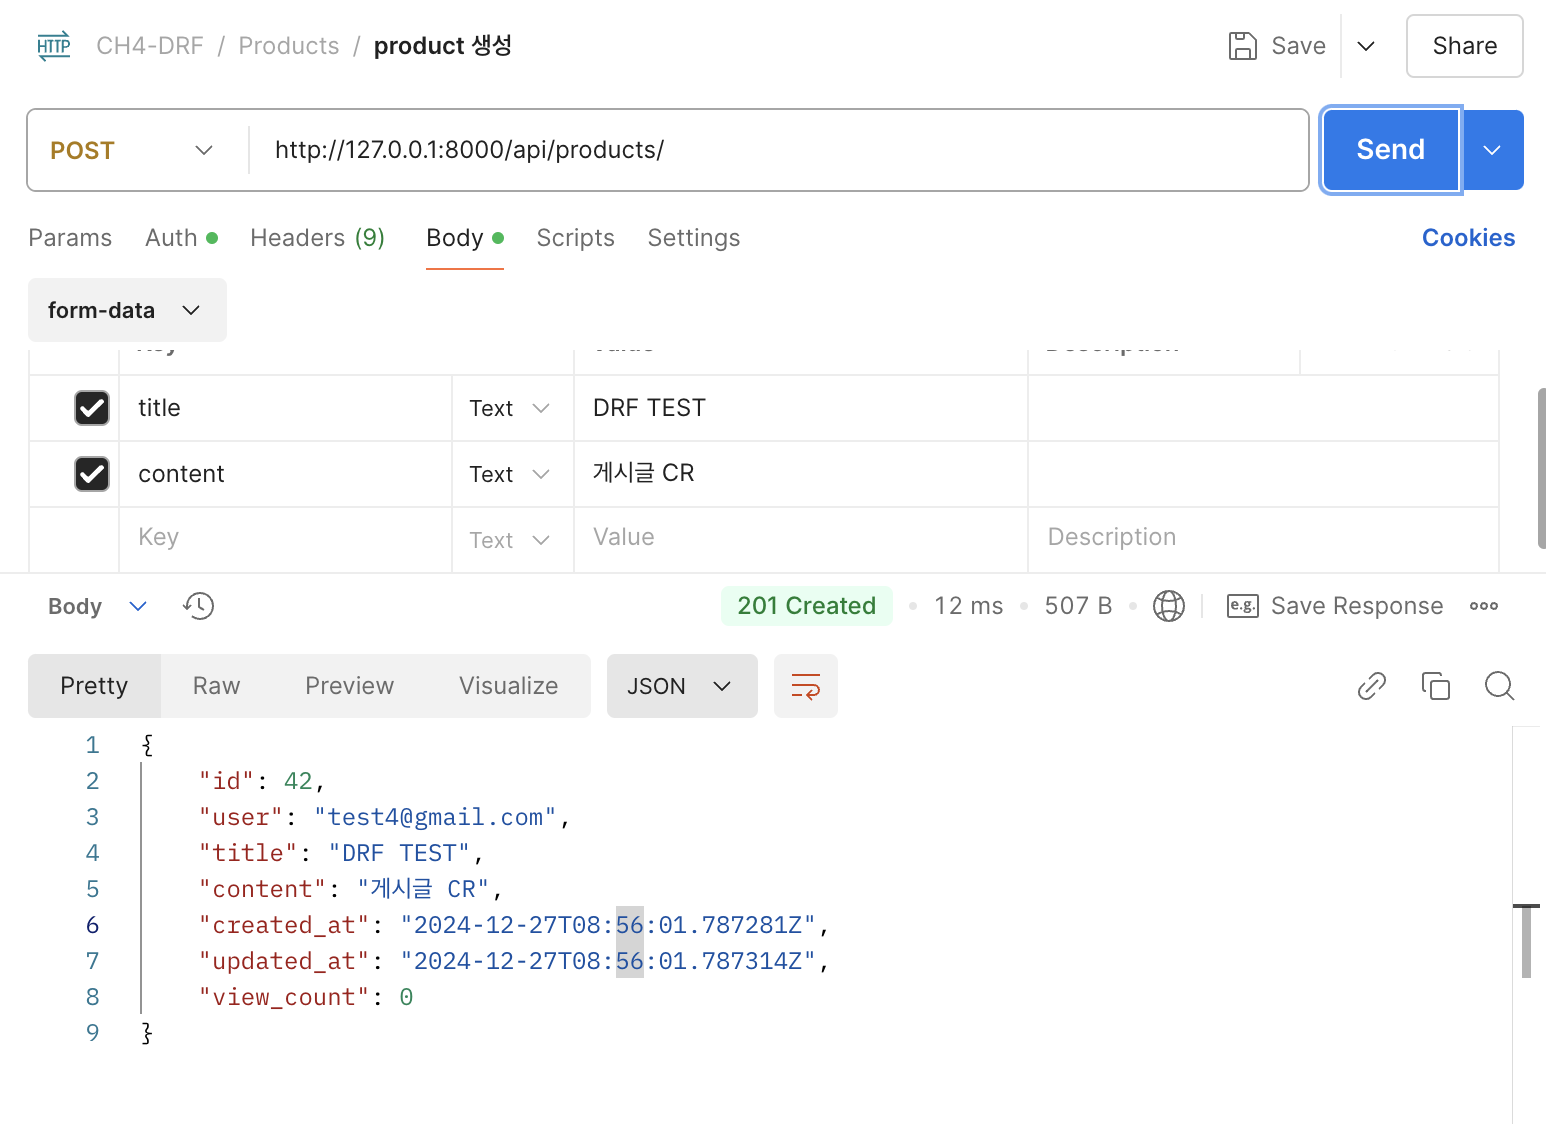 HTTP CH4-DRF / Products / product 생성 Save Share
POST http://127.0.0.1:8000/api/products/ Send
Params Auth Headers (9) Body Scripts Settings Cookies
form-data
title Text DRF TEST
content Text 게시글 CR
Key Text Value Description
Body 201 Created 12 ms 507 B e.g. Save Response
Pretty Raw Preview Visualize JSON
1 {
2 "id": 42,
3 "user": "test4@gmail.com",
4 "title": "DRF TEST",
5 "content": "게시글 CR",
6 "created_at": "2024-12-27T08:56:01.787281Z",
7 "updated_at": "2024-12-27T08:56:01.787314Z",
8 "view_count": 0
9 }